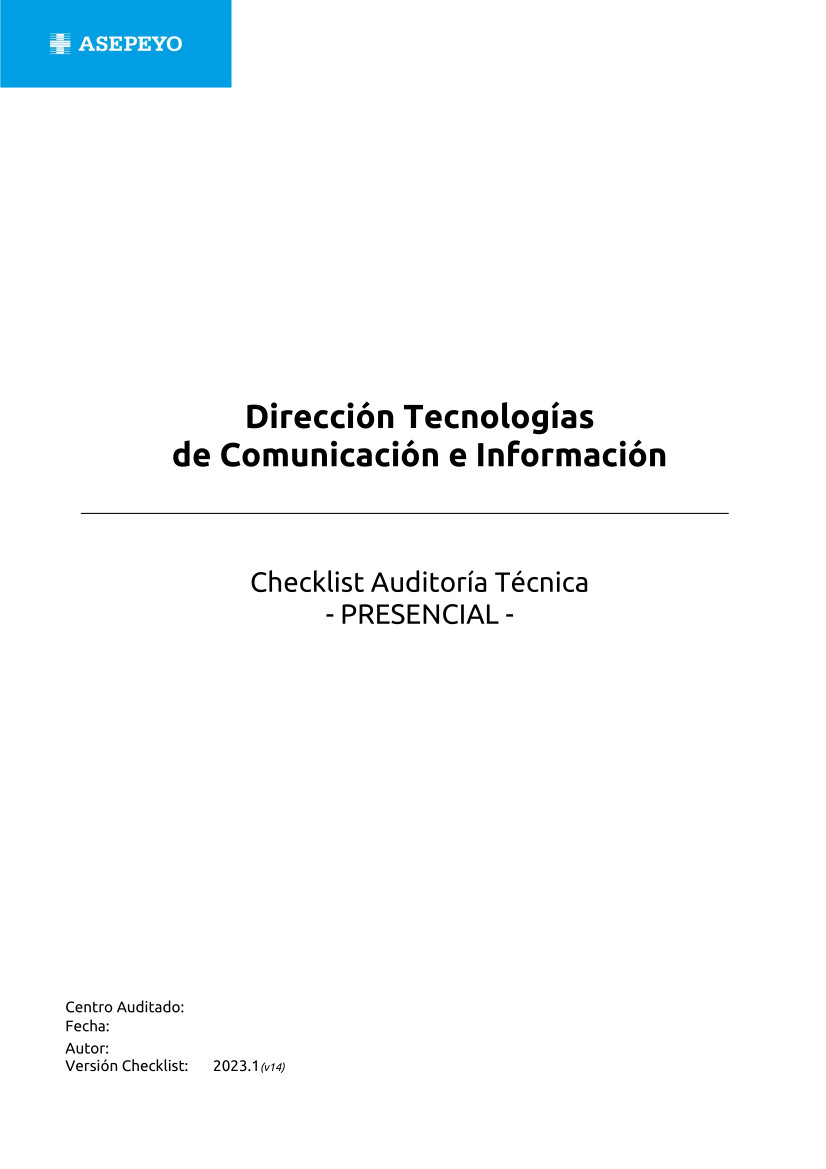 ASEPEYO
Dirección Tecnologías
de Comunicación e Información
Checklist Auditoría Técnica
- PRESENCIAL -
Centro Auditado:
Fecha:
Autor:
Versión Checklist: 2023.1(v14)